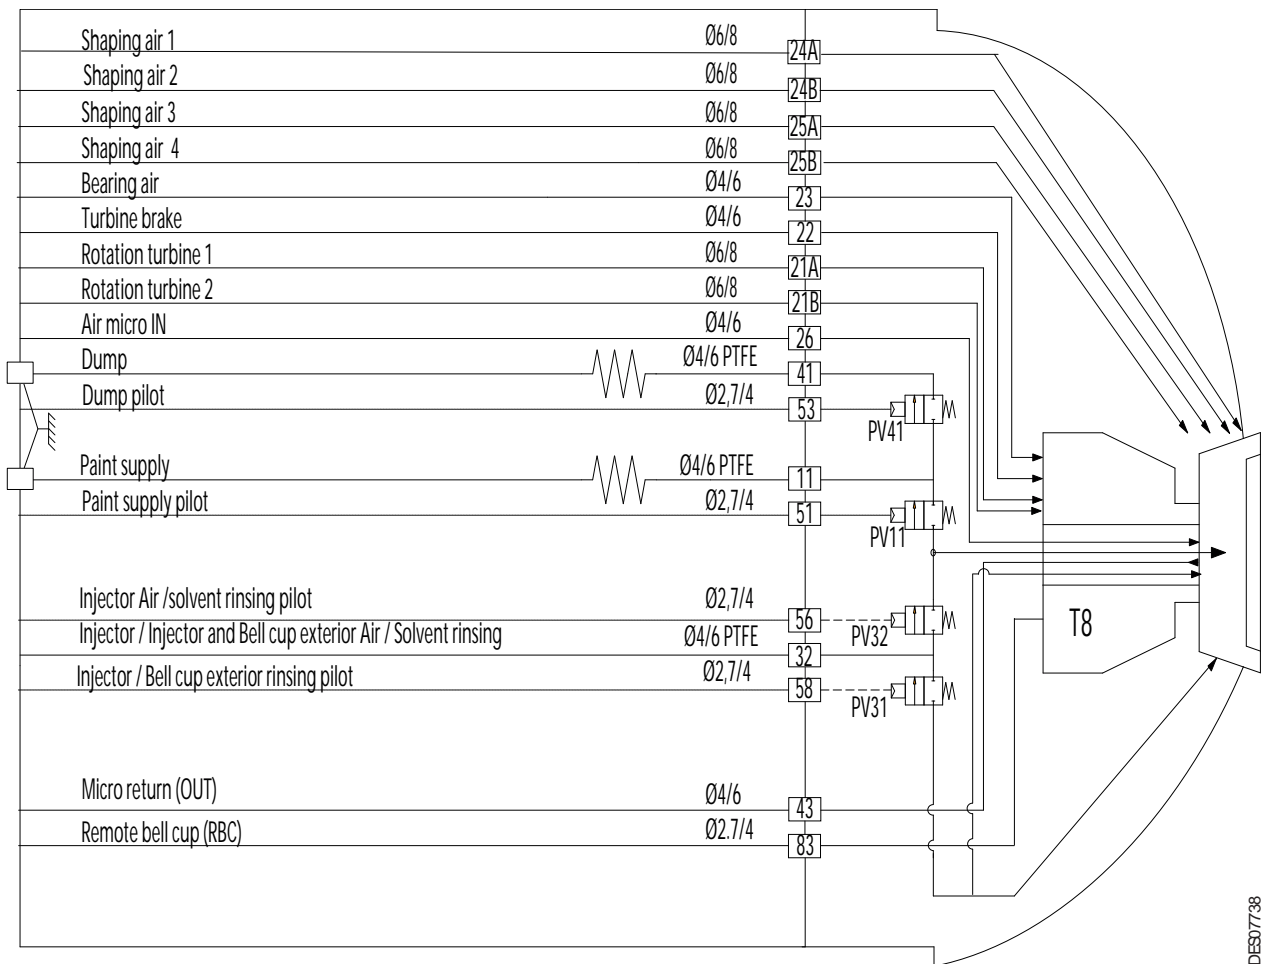 Shaping air 1 Ø6/8 24A
Shaping air 2 Ø6/8 24B
Shaping air 3 Ø6/8 25A
Shaping air 4 Ø6/8 25B
Bearing air Ø4/6 23
Turbine brake Ø4/6 22
Rotation turbine 1 Ø6/8 21A
Rotation turbine 2 Ø6/8 21B
Air micro IN Ø4/6 26
Dump Ø4/6 PTFE 41
Dump pilot Ø2,7/4 53
PV41
Paint supply Ø4/6 PTFE 11
Paint supply pilot Ø2,7/4 51
PV11
Injector Air /solvent rinsing pilot Ø2,7/4 56
PV32
T8
Injector / Injector and Bell cup exterior Air / Solvent rinsing Ø4/6 PTFE 32
Injector / Bell cup exterior rinsing pilot Ø2,7/4 58
PV31
Micro return (OUT) Ø4/6 43
Remote bell cup (RBC) Ø2.7/4 83
DES07738